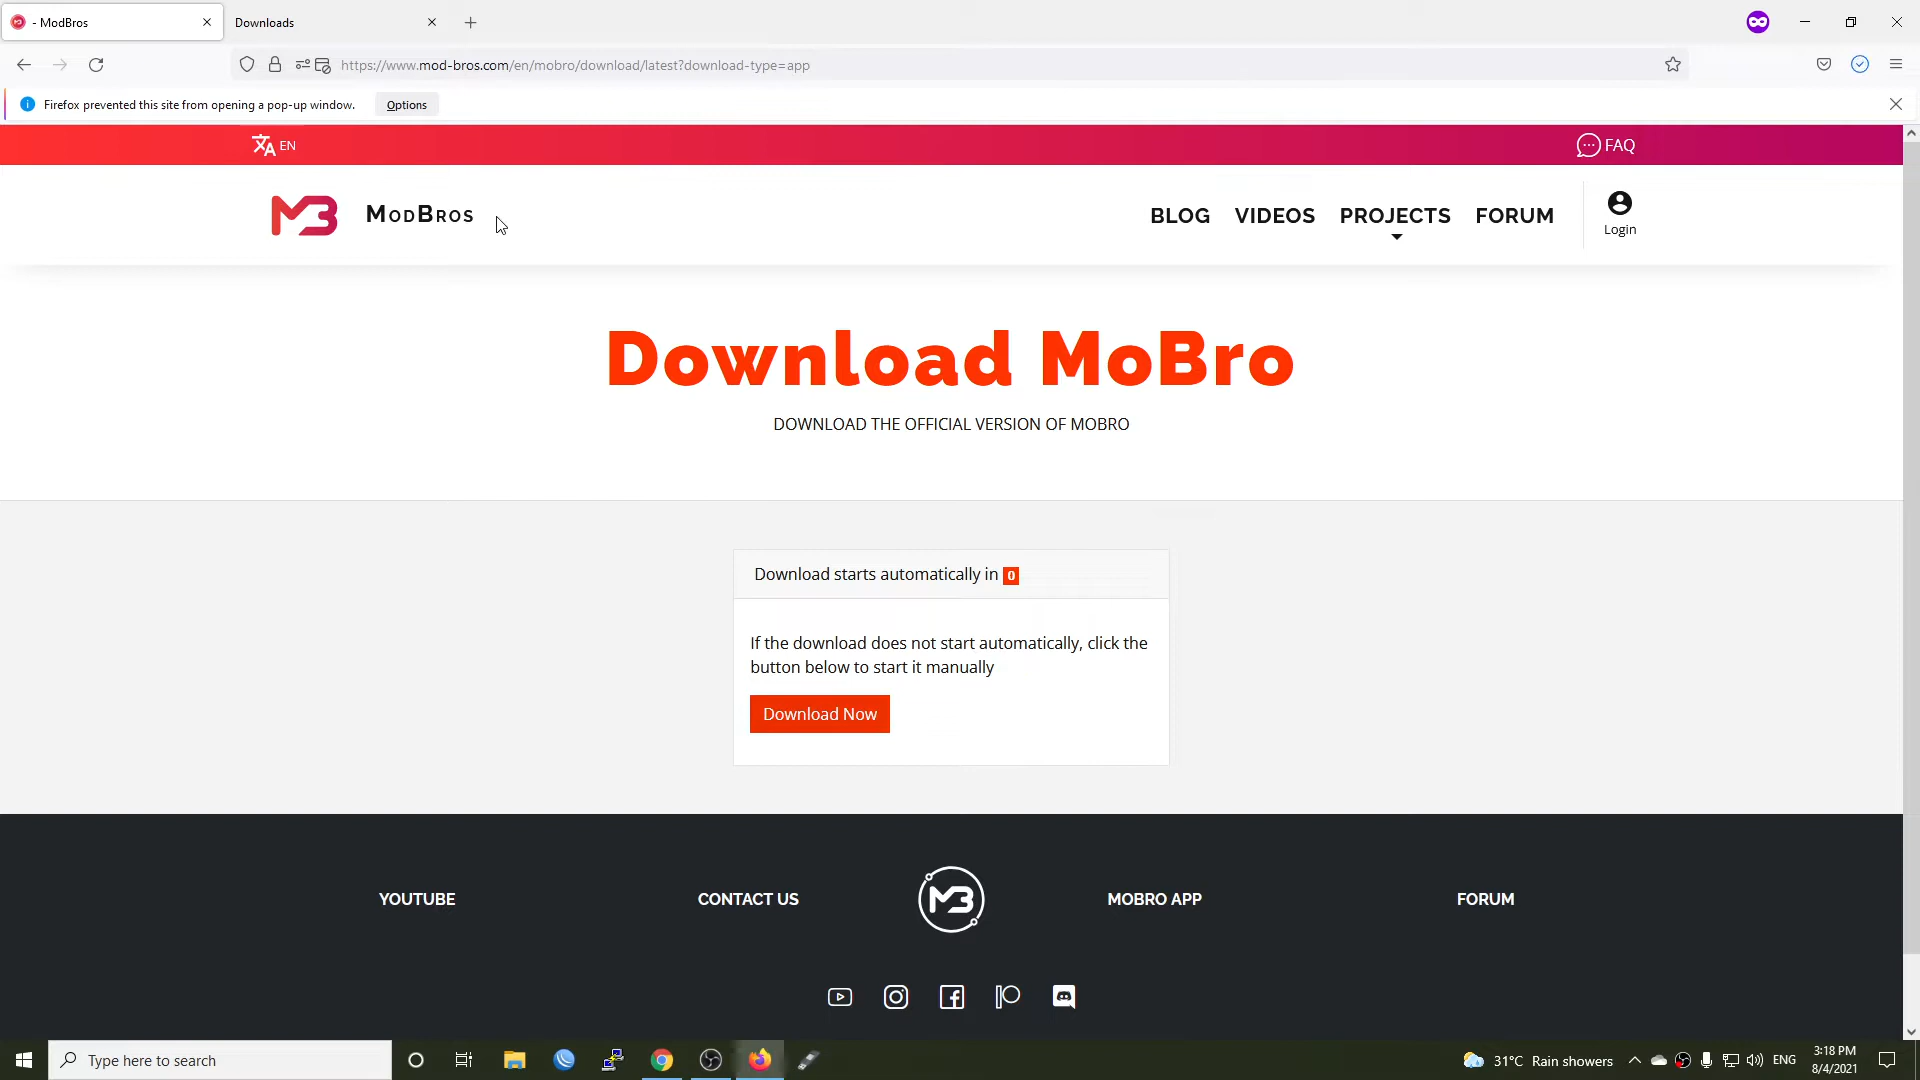 - ModBros
Downloads
https://www.mod-bros.com/en/mobro/download/latest?download-type=app
Firefox prevented this site from opening a pop-up window.
Options
EN
FAQ
M3
MODBROS
BLOG
VIDEOS
PROJECTS
FORUM
Login
Download MoBro
DOWNLOAD THE OFFICIAL VERSION OF MOBRO
Download starts automatically in 0
If the download does not start automatically, click the
button below to start it manually
Download Now
YOUTUBE
CONTACT US
M3
MOBRO APP
FORUM
Type here to search
31°C Rain showers
ENG
3:18 PM
8/4/2021